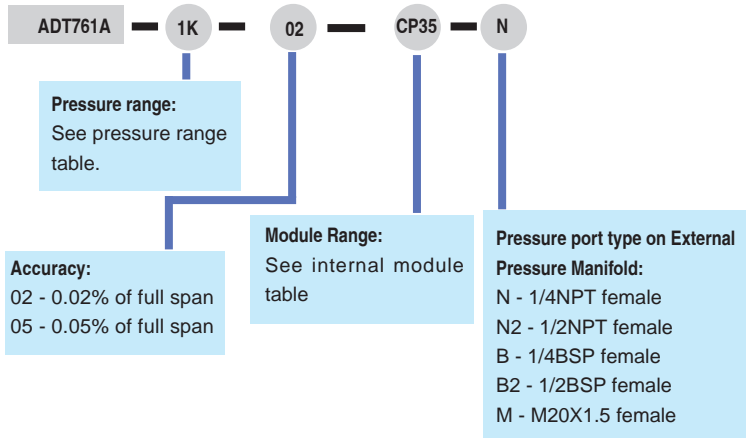 ADT761A 1K 02 CP35 N
Pressure range:
See pressure range
table.
Accuracy:
02 - 0.02% of full span
05 - 0.05% of full span
Module Range:
See internal module
table
Pressure port type on External
Pressure Manifold:
N - 1/4NPT female
N2 - 1/2NPT female
B - 1/4BSP female
B2 - 1/2BSP female
M - M20X1.5 female